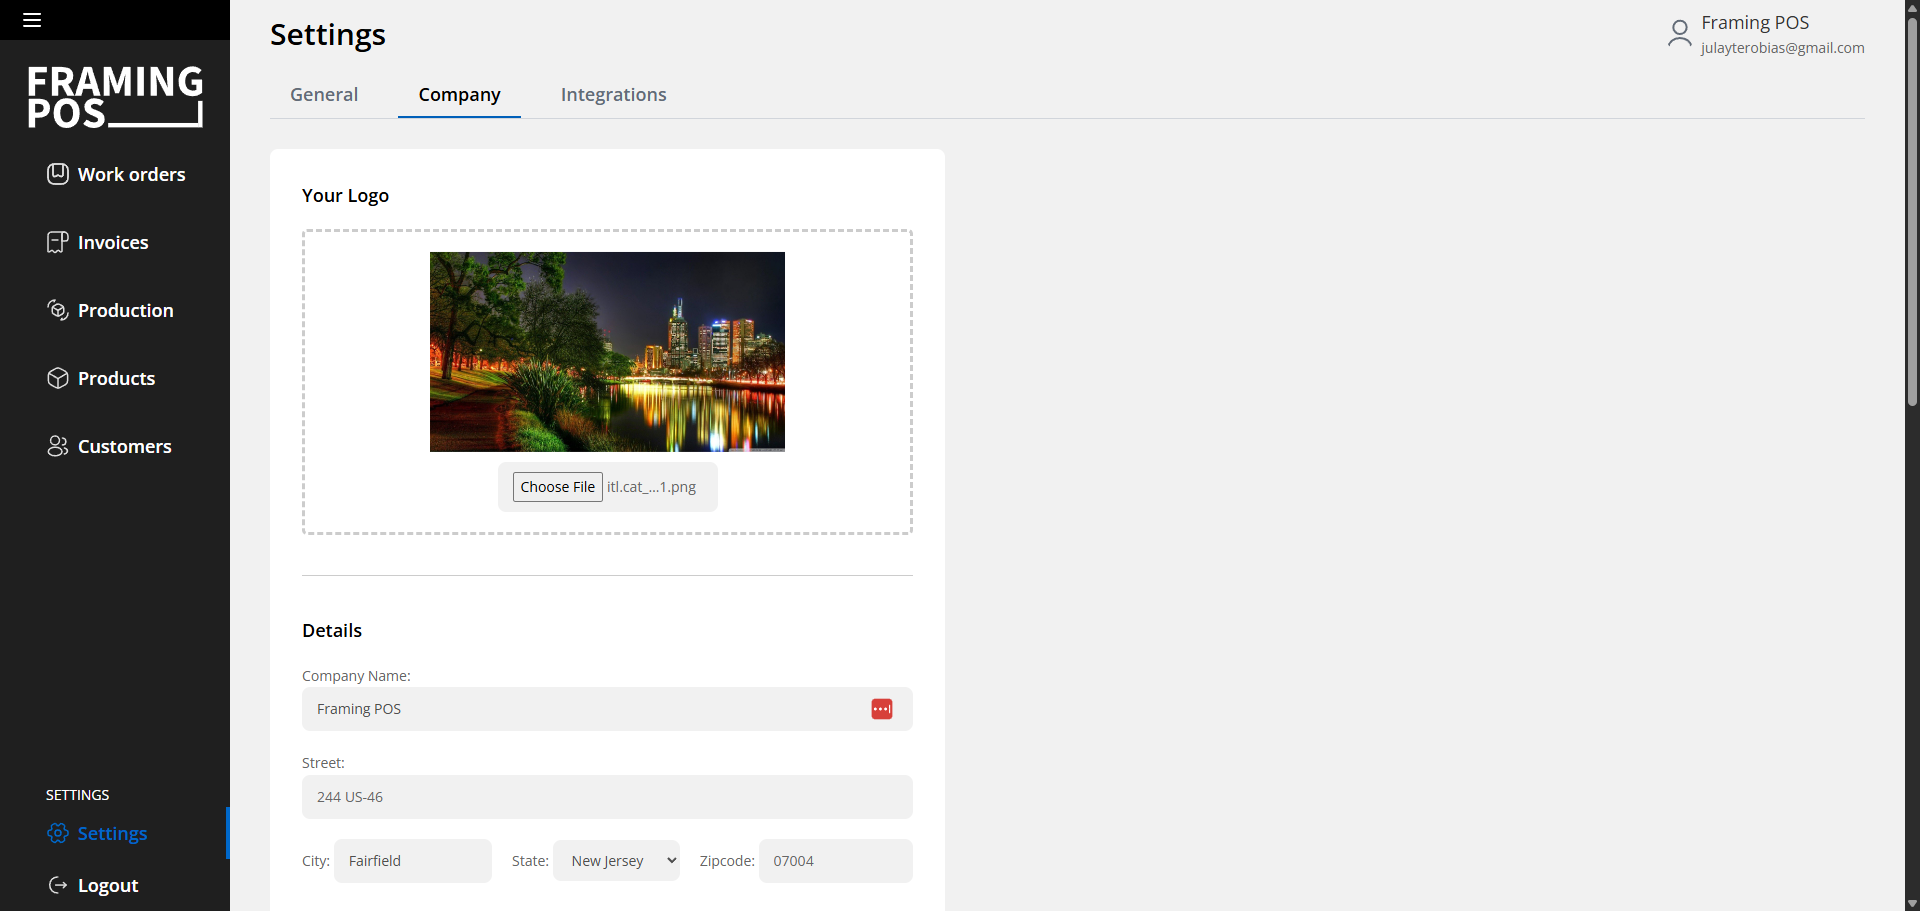 Settings
Framing POS
julayterobias@gmail.com
FRAMING
POS
General
Company
Integrations
Work orders
Invoices
Production
Products
Customers
SETTINGS
Settings
Logout
Your Logo
Choose File itl.cat_...1.png
Details
Company Name:
Framing POS
Street:
244 US-46
City: Fairfield State: New Jersey Zipcode: 07004